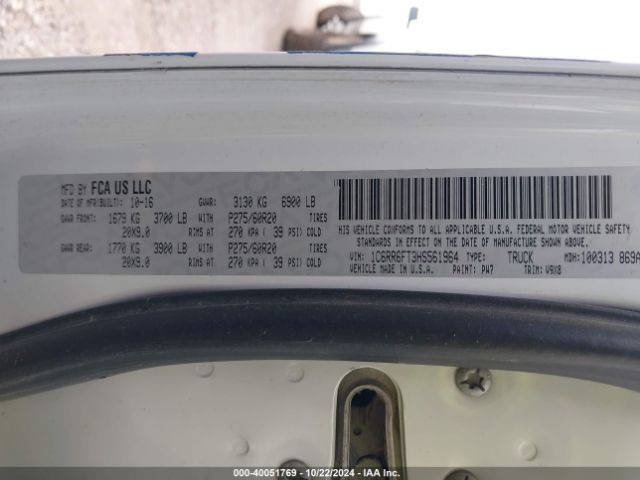 MFD BY FCA US LLC
DATE OF MFR(BUILT): 10-16 GVWR: 3130 KG 6900 LB
GAWR FRONT: 1679 KG 3700 LB WITH P275/60R20 TIRES
20X9.0 RIMS AT 270 KPA ( 39 PSI) COLD
GAWR REAR: 1770 KG 3900 LB WITH P275/60R20 TIRES
20X9.0 RIMS AT 270 KPA ( 39 PSI) COLD
HIS VEHICLE CONFORMS TO ALL APPLICABLE U.S.A. FEDERAL MOTOR VEHICLE
STANDARDS IN EFFECT ON THE DATE OF MANUFACTURE SHOWN ABOVE.
VIN: 1C6RR6FT3HS561964 TYPE: TRUCK MDH: 100313 869A
VEHICLE MADE IN U.S.A. PAINT: PW7 TRIM: V9X8
000-40051769 - 10/22/2024 - IAA Inc.